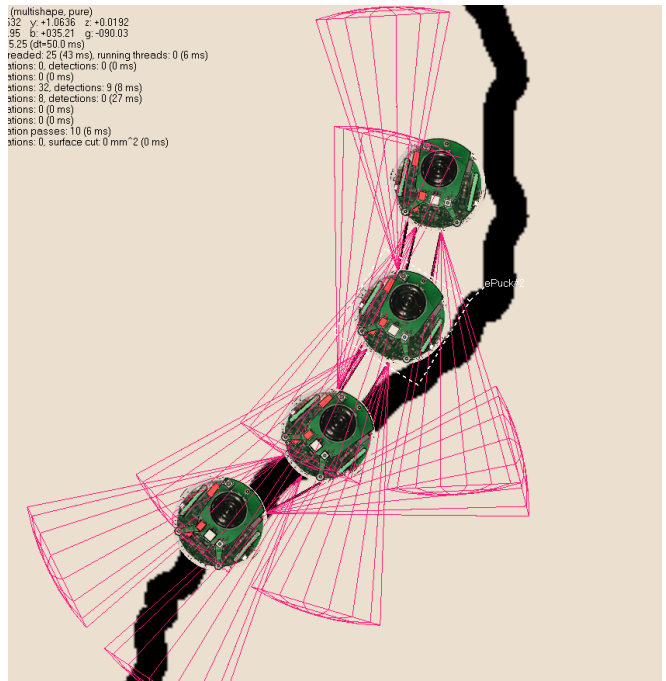 (multishape, pure)
532 y: +1.0636 z: +0.0192
.95 b: +035.21 g: -090.03
5.25 (dt=50.0 ms)
readed: 25 (43 ms), running threads: 0 (6 ms)
ations: 0, detections: 0 (0 ms)
ations: 0 (0 ms)
ations: 32, detections: 9 (8 ms)
ations: 8, detections: 0 (27 ms)
ations: 0 (0 ms)
ations: 0 (0 ms)
ation passes: 10 (6 ms)
ations: 0, surface cut: 0 mm^2 (0 ms)
ePuck#2